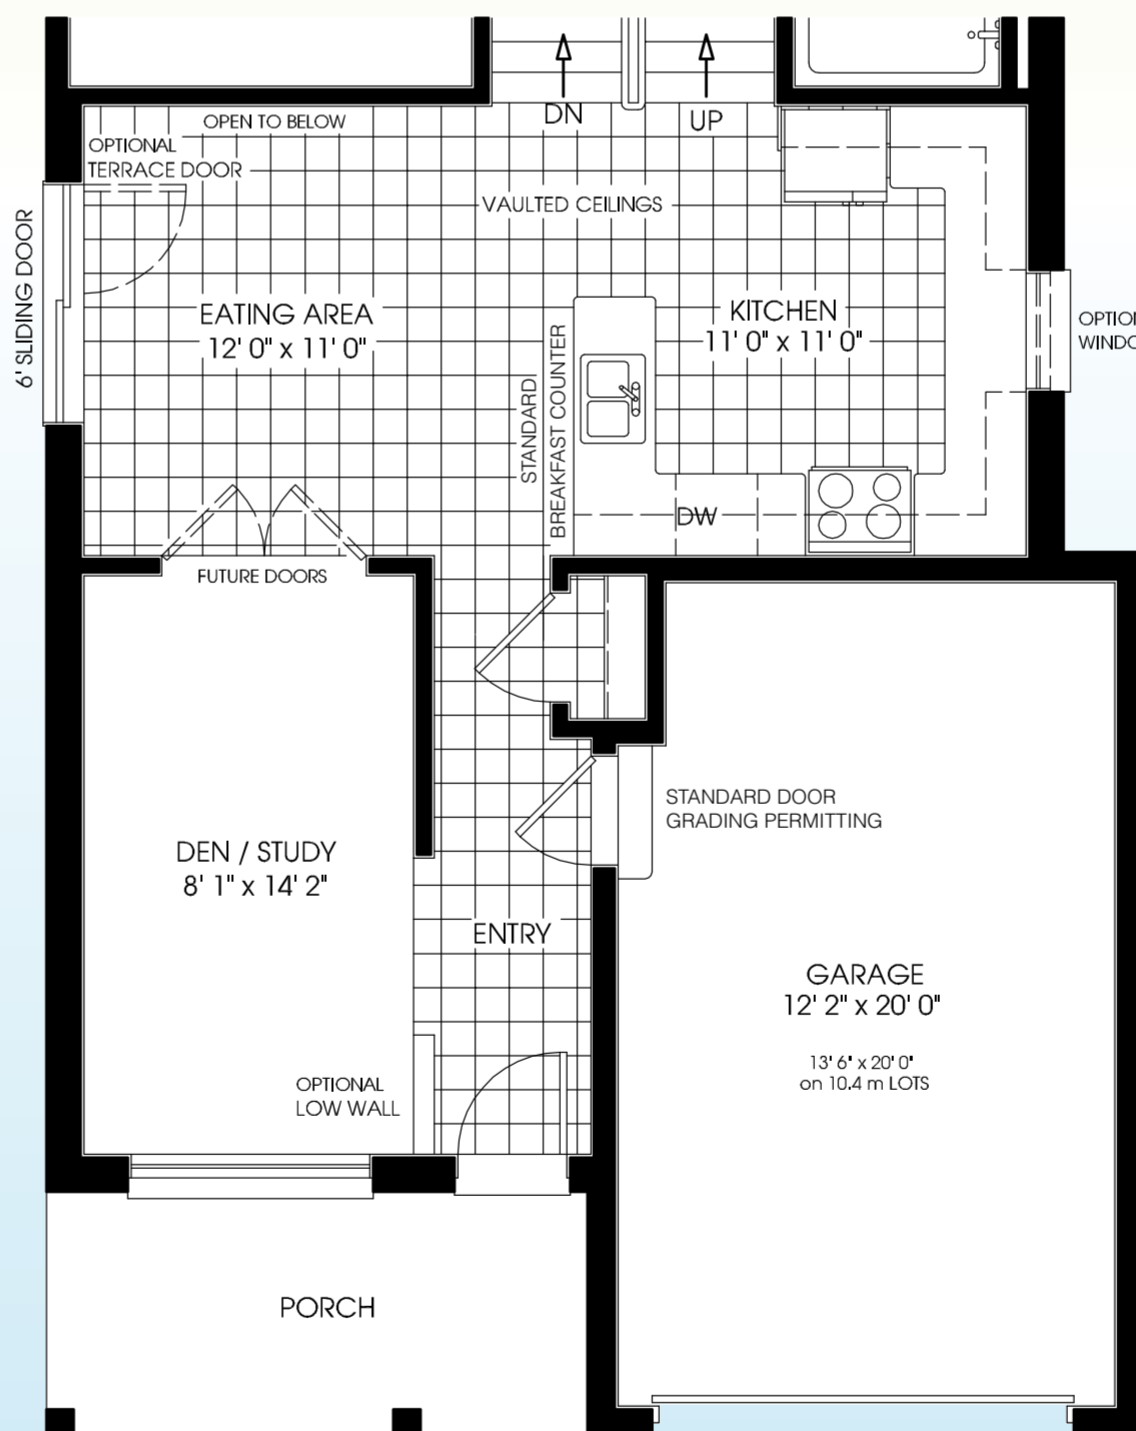 DN
UP
OPEN TO BELOW
OPTIONAL
TERRACE DOOR
VAULTED CEILINGS
6' SLIDING DOOR
EATING AREA
12' 0" x 11' 0"
KITCHEN
11' 0" x 11' 0"
STANDARD
BREAKFAST COUNTER
DW
FUTURE DOORS
STANDARD DOOR
GRADING PERMITTING
DEN / STUDY
8' 1" x 14' 2"
ENTRY
GARAGE
12' 2" x 20' 0"
13' 6" x 20' 0"
on 10.4 m LOTS
OPTIONAL
LOW WALL
PORCH